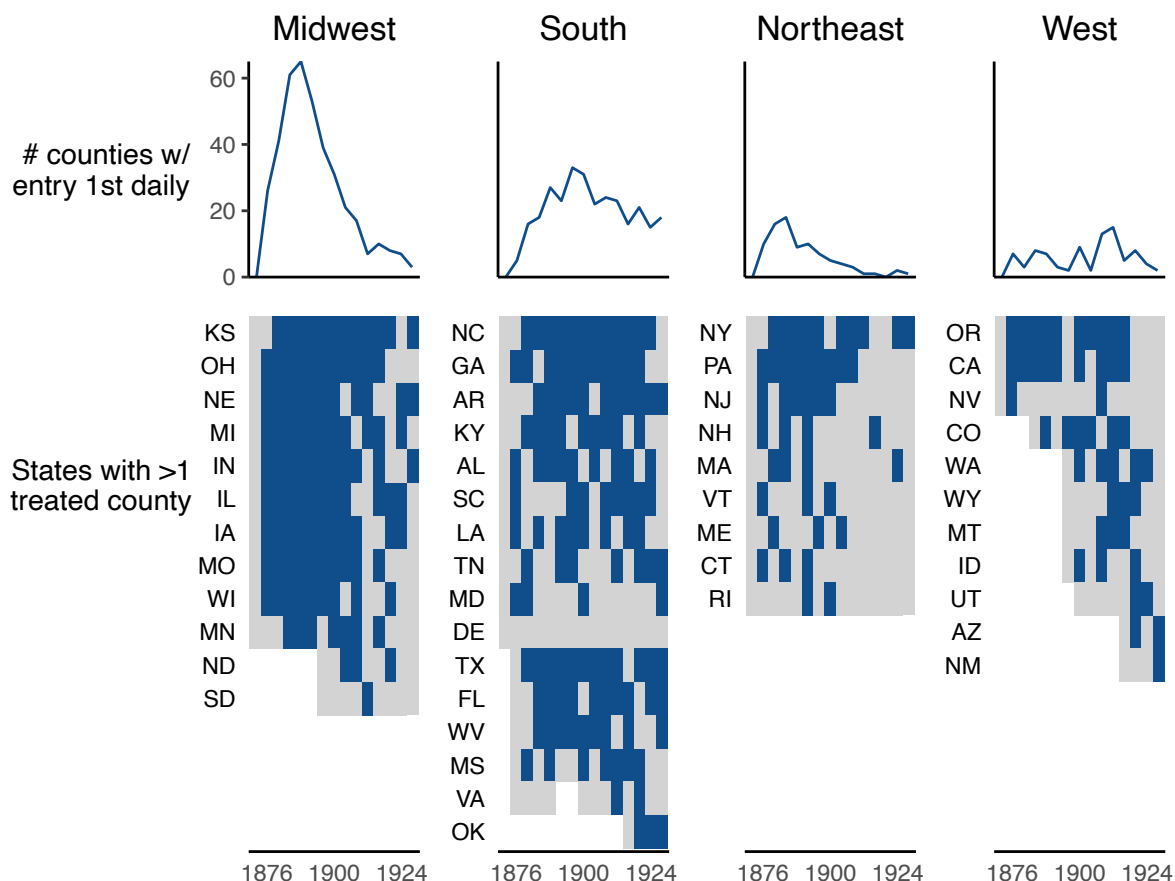 Midwest
South
Northeast
West
# counties w/
entry 1st daily
60
40
20
0
States with >1
treated county
KS
OH
NE
MI
IN
IL
IA
MO
WI
MN
ND
SD
NC
GA
AR
KY
AL
SC
LA
TN
MD
DE
TX
FL
WV
MS
VA
OK
NY
PA
NJ
NH
MA
VT
ME
CT
RI
OR
CA
NV
CO
WA
WY
MT
ID
UT
AZ
NM
1876 1900 1924
1876 1900 1924
1876 1900 1924
1876 1900 1924